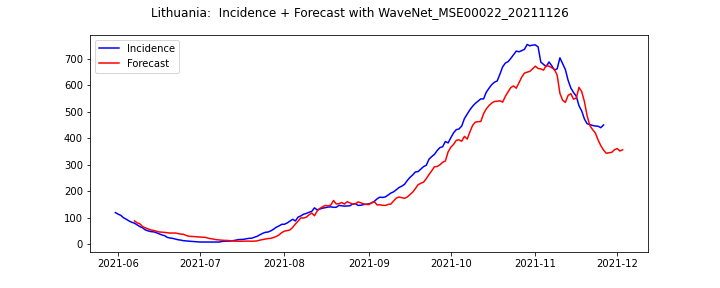 Lithuania:  Incidence + Forecast with WaveNet_MSE00022_20211126
Incidence
Forecast
700
600
500
400
300
200
100
0
2021-06 2021-07 2021-08 2021-09 2021-10 2021-11 2021-12